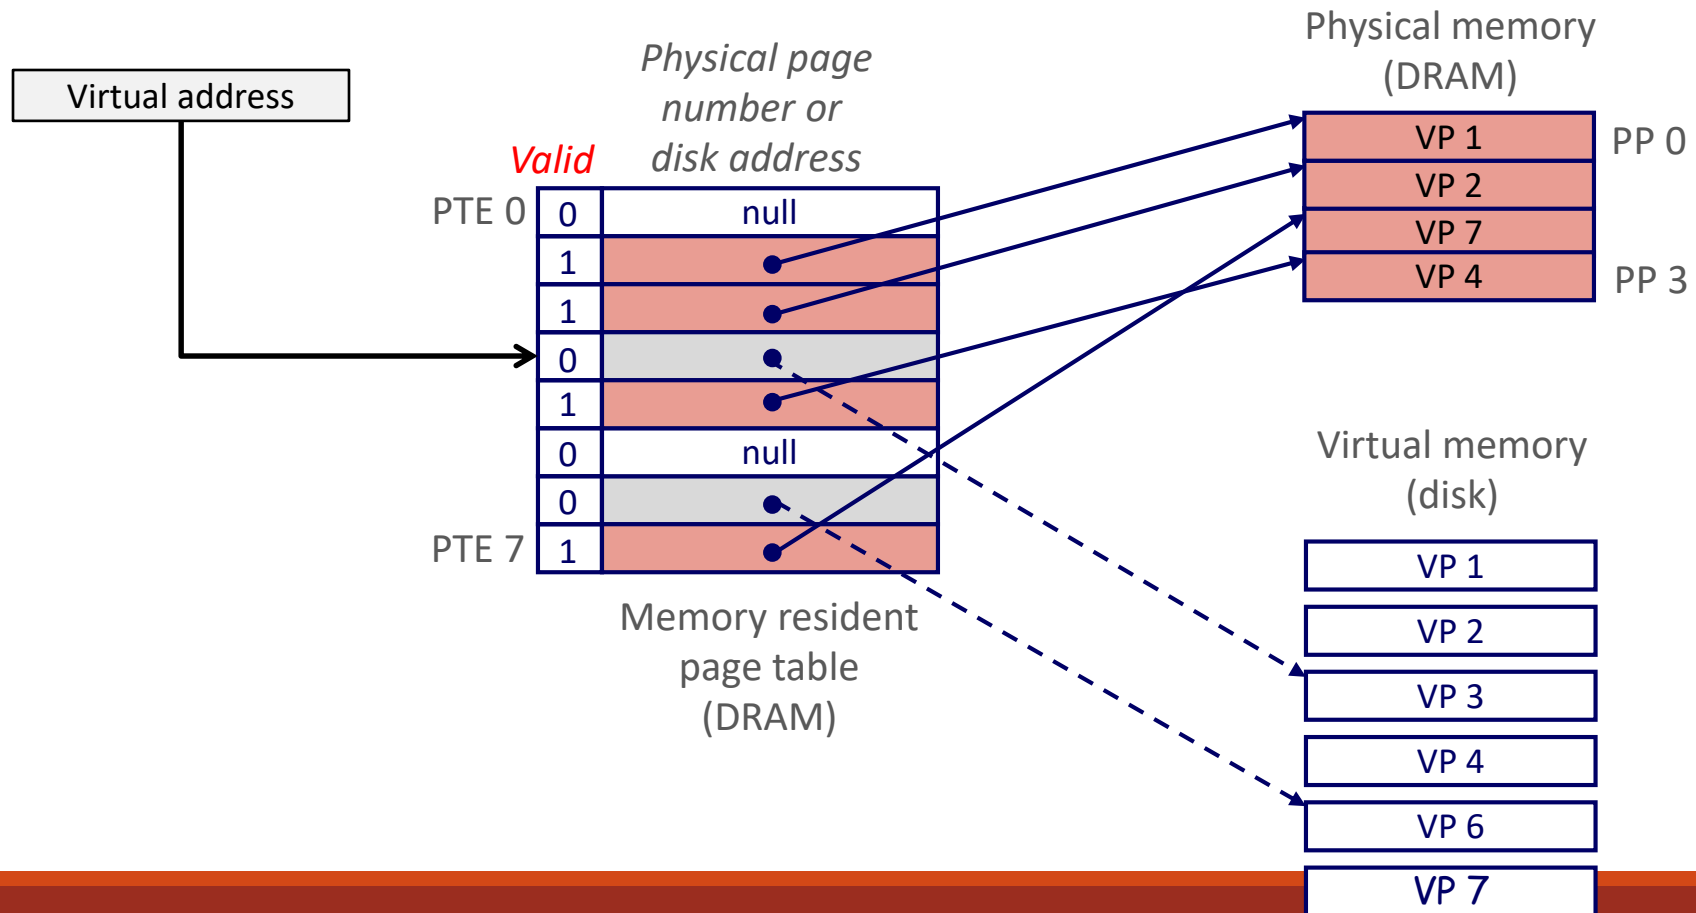 Virtual address
Physical page
number or
disk address
Valid
PTE 0
0
null
1
1
0
1
0
null
0
PTE 7
1
Memory resident
page table
(DRAM)
Physical memory
(DRAM)
VP 1
PP 0
VP 2
VP 7
VP 4
PP 3
Virtual memory
(disk)
VP 1
VP 2
VP 3
VP 4
VP 6
VP 7